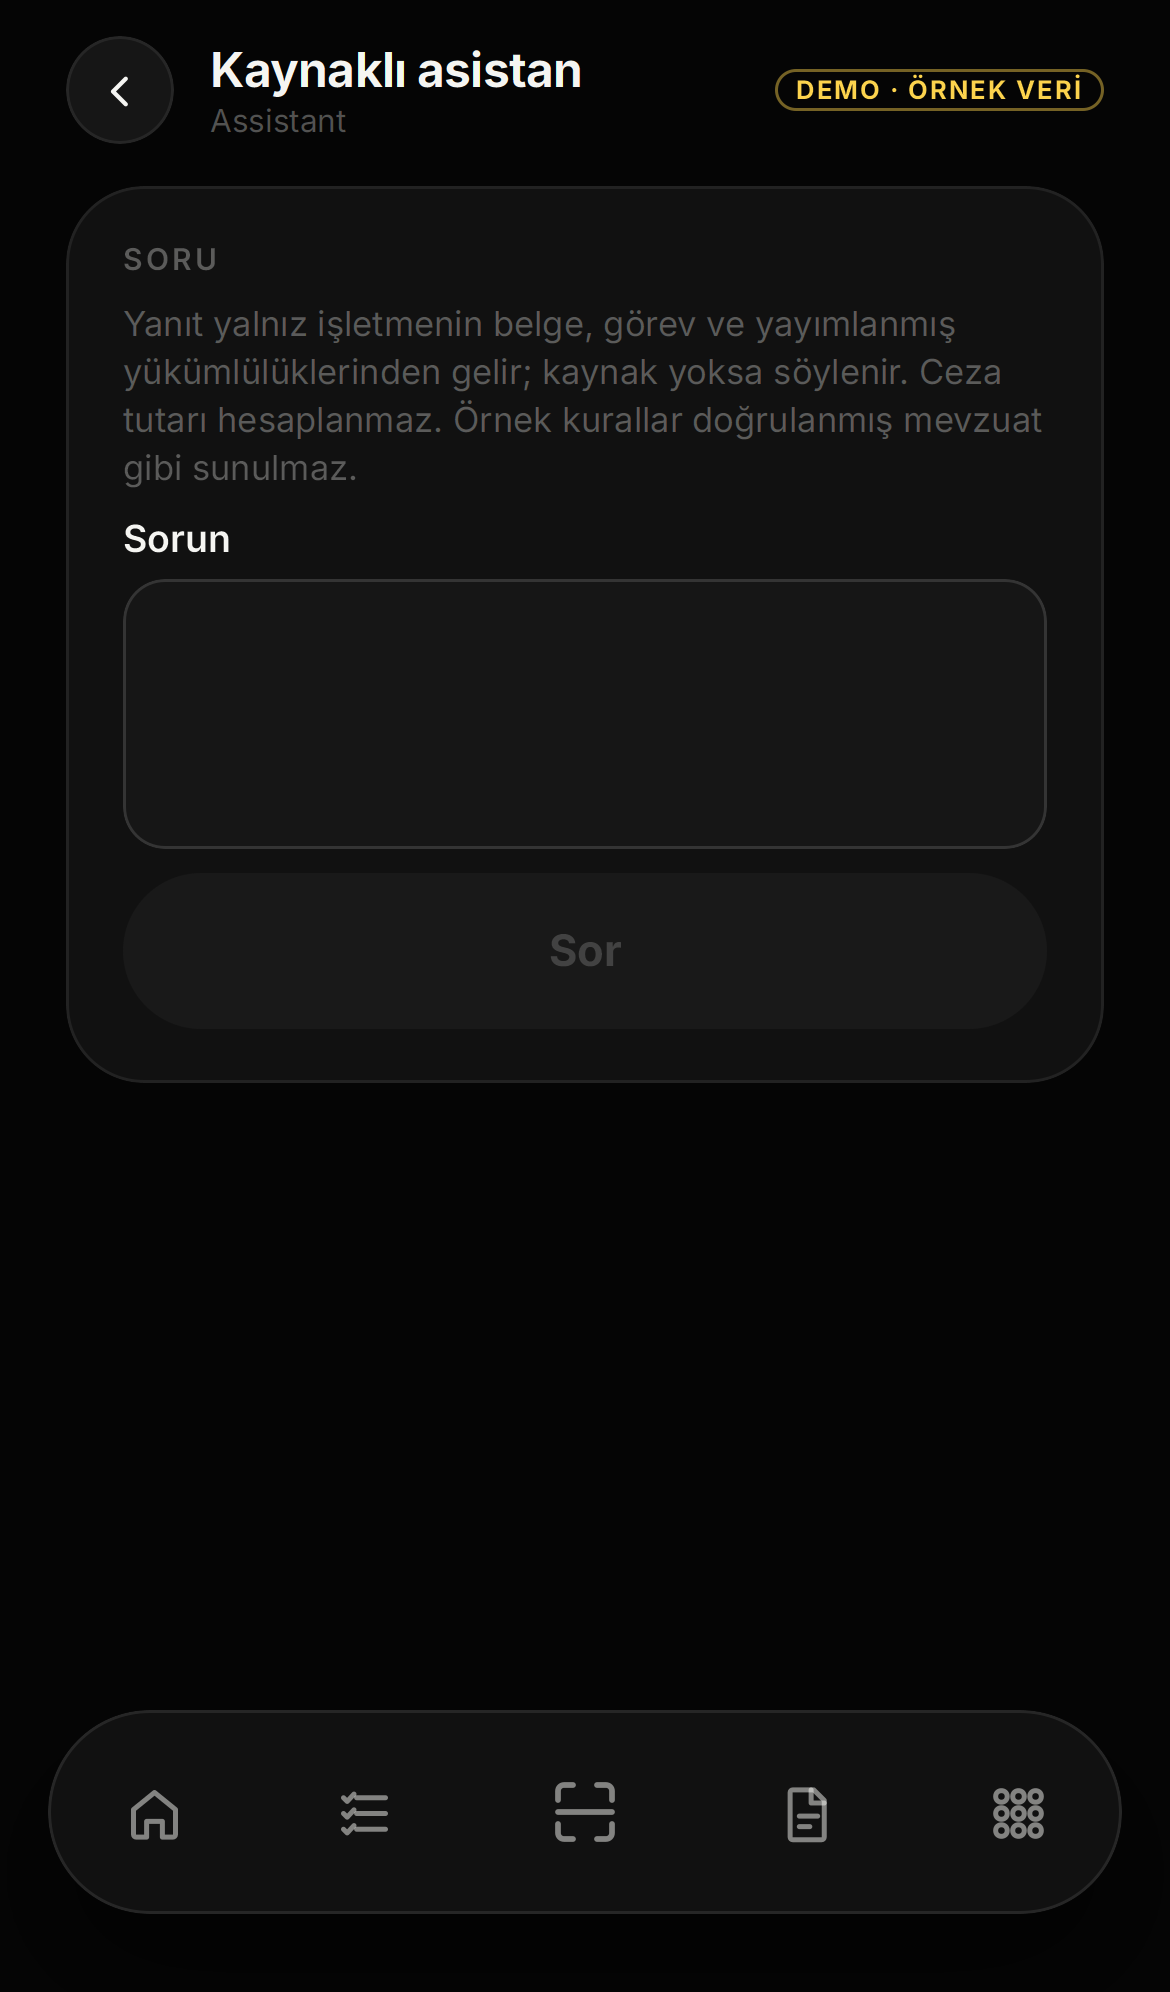 Kaynaklı asistan
Assistant
DEMO · ÖRNEK VERİ
SORU
Yanıt yalnız işletmenin belge, görev ve yayımlanmış
yükümlülüklerinden gelir; kaynak yoksa söylenir. Ceza
tutarı hesaplanmaz. Örnek kurallar doğrulanmış mevzuat
gibi sunulmaz.
Sorun
Sor